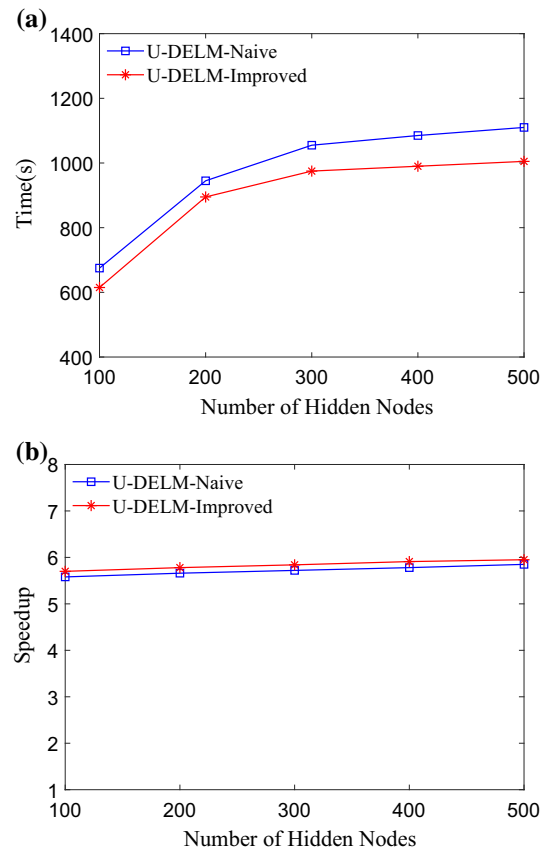 (a)
1400
U-DELM-Naive
U-DELM-Improved
1200
1000
800
600
400
Time(s)
100 200 300 400 500
Number of Hidden Nodes
(b)
8
U-DELM-Naive
U-DELM-Improved
7
6
5
4
3
2
1
Speedup
100 200 300 400 500
Number of Hidden Nodes